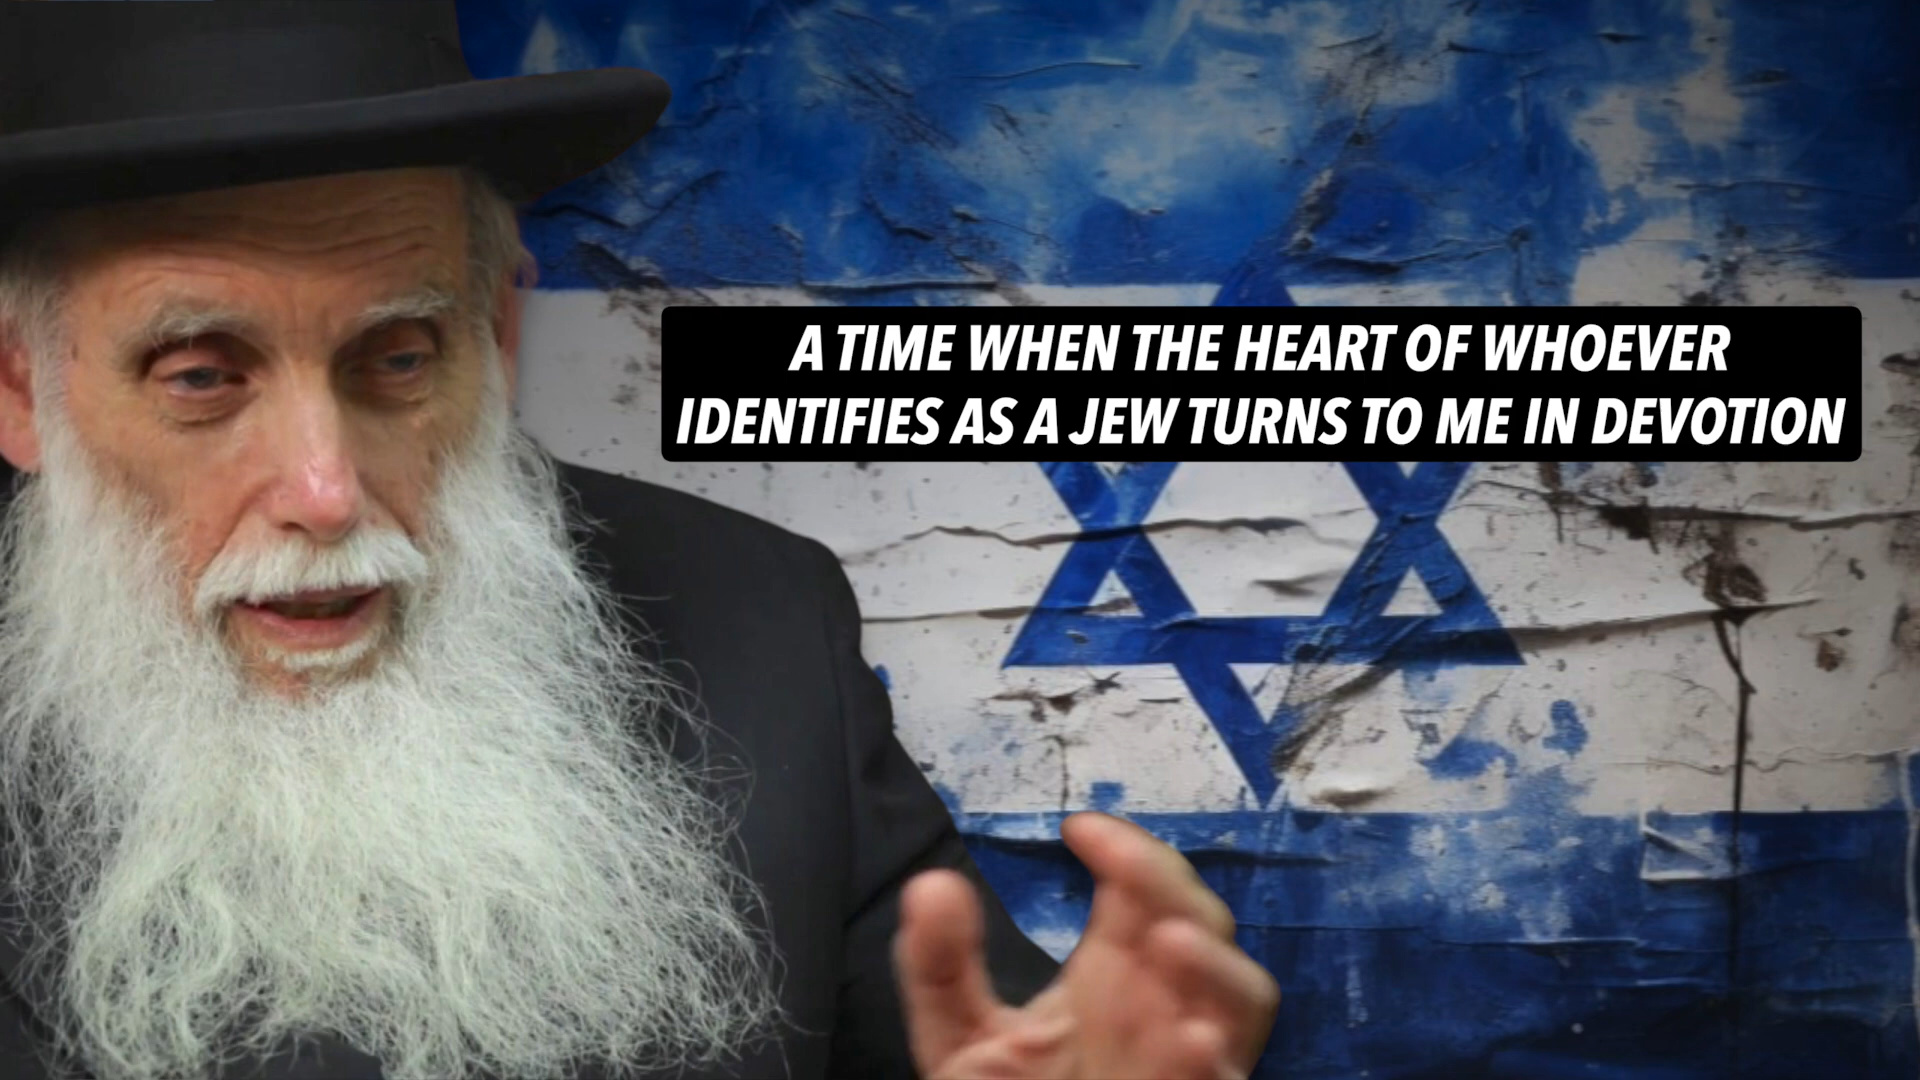 A TIME WHEN THE HEART OF WHOEVER
IDENTIFIES AS A JEW TURNS TO ME IN DEVOTION